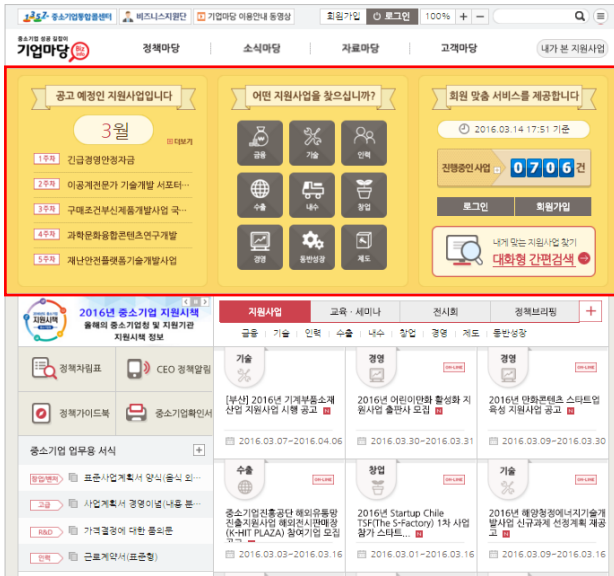 1357 중소기업통합콜센터 비즈니스지원단 기업마당 이용안내 동영상 회원가입 로그인 100% + −
중소기업 성공 길잡이
기업마당 Biz info 정책마당 소식마당 자료마당 고객마당 내가 본 지원사업
공고 예정인 지원사업입니다
3월
더보기
1주차 긴급경영안정자금
2주차 이공계전문가 기술개발 서포터…
3주차 구매조건부신제품개발사업 국…
4주차 과학문화융합콘텐츠연구개발
5주차 재난안전플랫폼기술개발사업
어떤 지원사업을 찾으십니까?
금융 기술 인력
수출 내수 창업
경영 동반성장 제도
회원 맞춤 서비스를 제공합니다
2016.03.14 17:51 기준
진행중인 사업 0706 건
로그인 회원가입
내게 맞는 지원사업 찾기
대화형 간편검색
지원시책
2016년 중소기업 지원시책
올해의 중소기업청 및 지원기관
지원시책 정보
정책차림표 CEO 정책알림
정책가이드북 중소기업확인서
중소기업 업무용 서식 +
창업/벤처 표준사업계획서 양식(음식 외…
고급 사업계획서 경영이념(내용 본…
R&D 가격결정에 대한 품의문
인력 근로계약서(표준형)
지원사업 교육·세미나 전시회 정책브리핑 +
금융 기술 인력 수출 내수 창업 경영 제도 동반성장
기술
[부산] 2016년 기계부품소재
산업 지원사업 시행 공고 N
2016.03.07~2016.04.06
경영
ON-LINE
2016년 어린이만화 활성화 지
원사업 출판사 모집 N
2016.03.30~2016.03.31
경영
ON-LINE
2016년 만화콘텐츠 스타트업
육성 지원사업 공고 N
2016.03.09~2016.03.30
수출
ON-LINE
중소기업진흥공단 해외유통망
진출지원사업 해외전시판매장
(K-HIT PLAZA) 참여기업 모집
2016.03.03~2016.03.16
창업
2016년 Startup Chile
TSF(The S-Factory) 1차 사업
참가 스타트... N
2016.03.01~2016.03.16
기술
ON-LINE
2016년 해양청정에너지기술개
발사업 신규과제 선정계획 재공
고 N
2016.03.09~2016.03.16